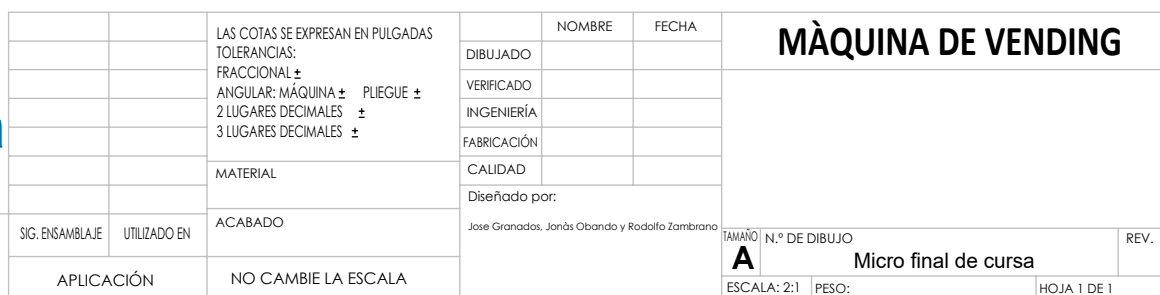 LAS COTAS SE EXPRESAN EN PULGADAS
TOLERANCIAS:
FRACCIONAL ±
ANGULAR: MÁQUINA ± PLIEGUE ±
2 LUGARES DECIMALES ±
3 LUGARES DECIMALES ±
MATERIAL
ACABADO
SIG. ENSAMBLAJE UTILIZADO EN
APLICACIÓN
NO CAMBIE LA ESCALA
NOMBRE FECHA
DIBUJADO
VERIFICADO
INGENIERÍA
FABRICACIÓN
CALIDAD
Diseñado por:
Jose Granados, Jonàs Obando y Rodolfo Zambrano
MÀQUINA DE VENDING
TAMAÑO N.º DE DIBUJO REV.
A Micro final de cursa
ESCALA: 2:1 PESO: HOJA 1 DE 1